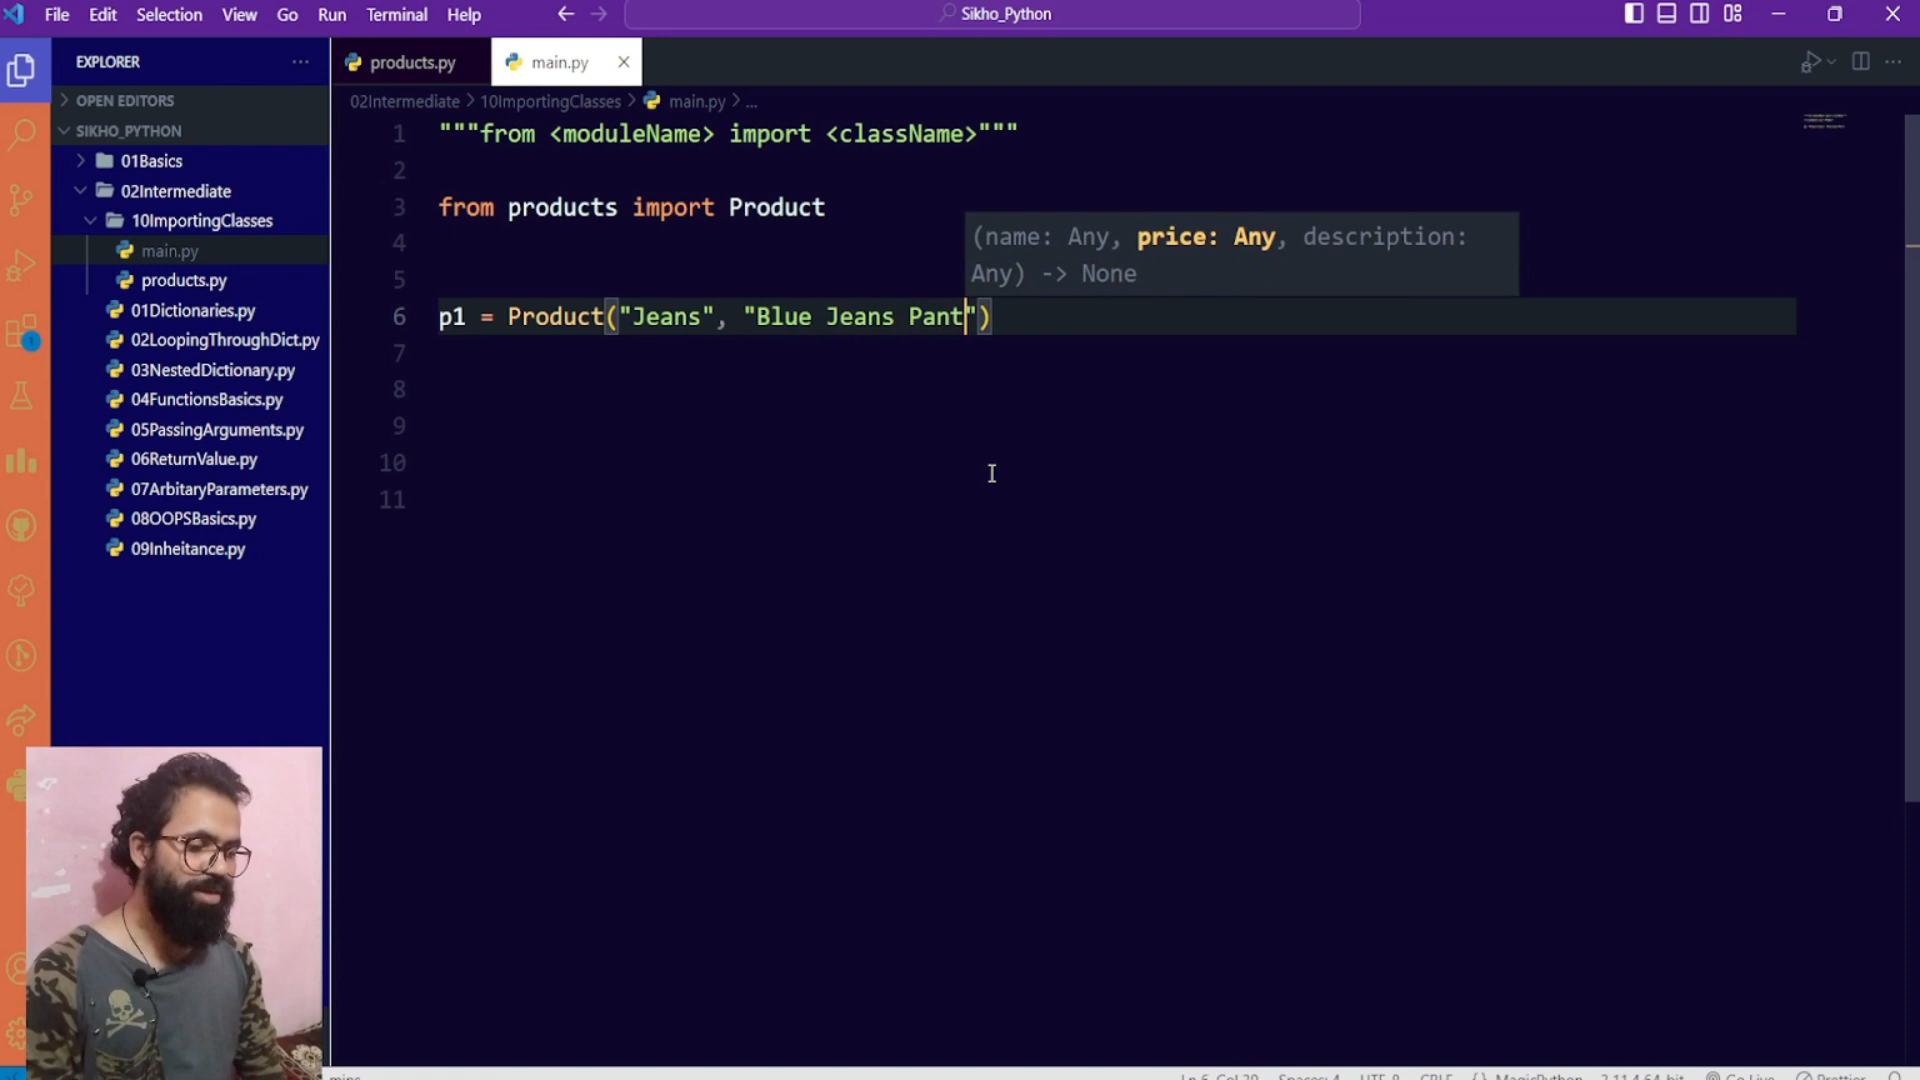 File Edit Selection View Go Run Terminal Help
Sikho_Python
EXPLORER
products.py
main.py
OPEN EDITORS
02Intermediate > 10ImportingClasses > main.py > ...
SIKHO_PYTHON
01Basics
02Intermediate
10ImportingClasses
main.py
products.py
01Dictionaries.py
02LoopingThroughDict.py
03NestedDictionary.py
04FunctionsBasics.py
05PassingArguments.py
06ReturnValue.py
07ArbitaryParameters.py
08OOPSBasics.py
09Inheitance.py
1 """from <moduleName> import <className>"""
2
3 from products import Product
4
5
(name: Any, price: Any, description:
Any) -> None
6 p1 = Product("Jeans", "Blue Jeans Pant")
7
8
9
10
11
1